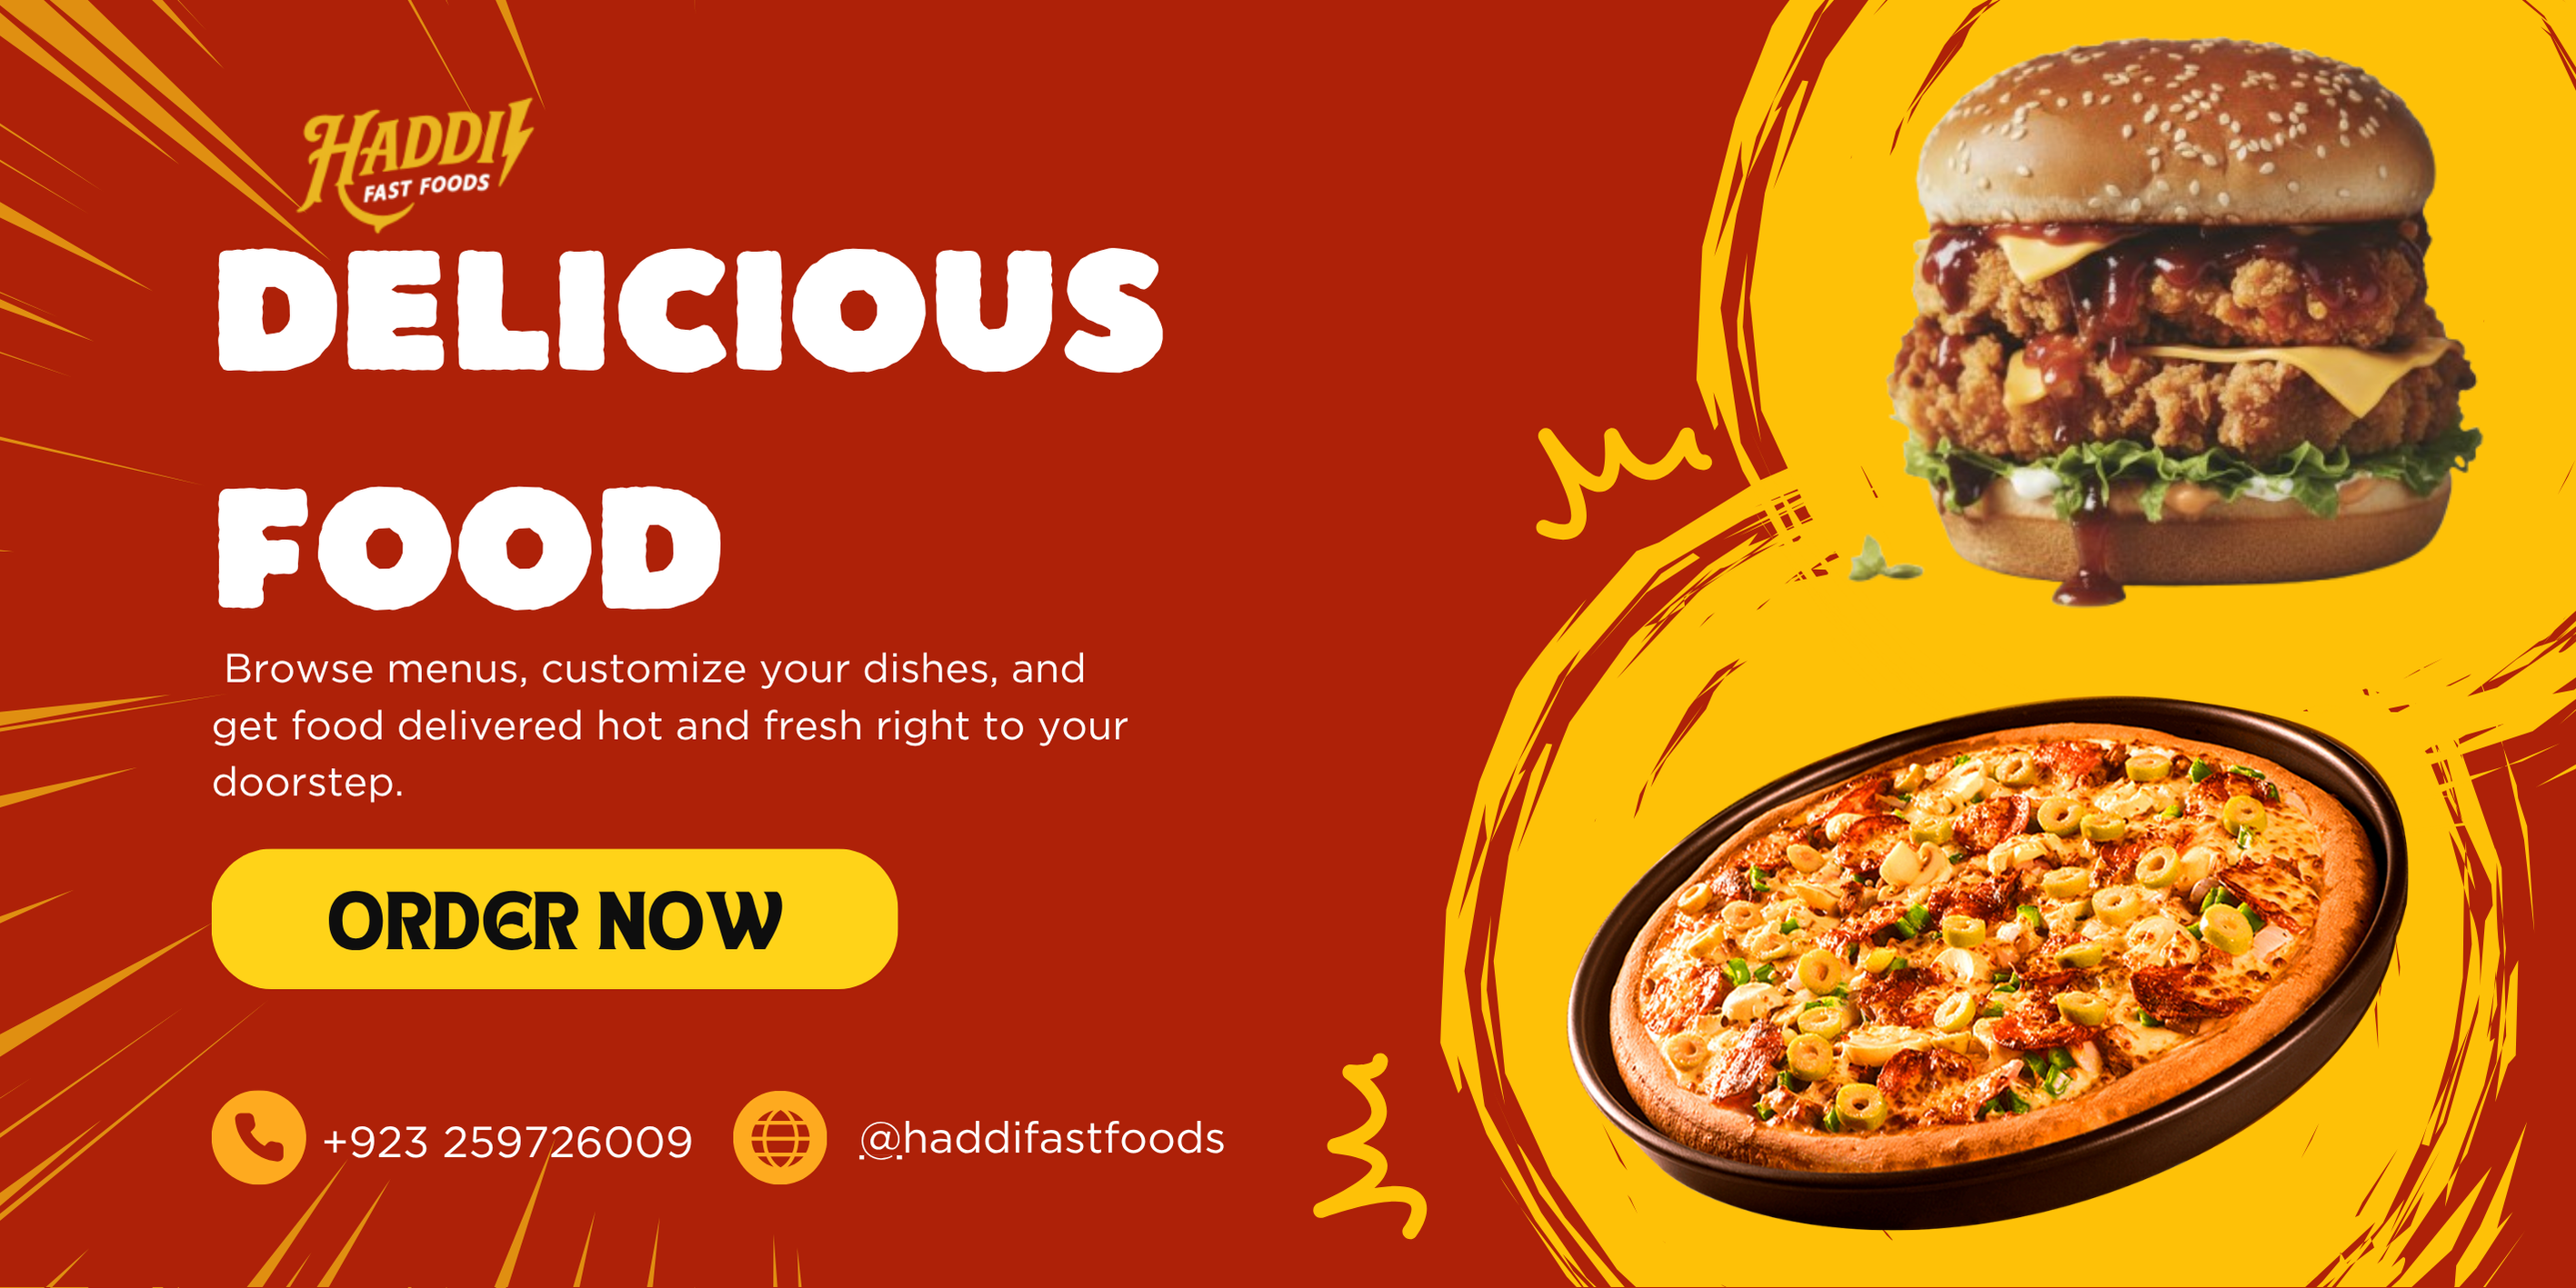 HADDI
FAST FOODS
DELICIOUS
FOOD
Browse menus, customize your dishes, and
get food delivered hot and fresh right to your
doorstep.
ORDER NOW
+923 259726009
@haddifastfoods